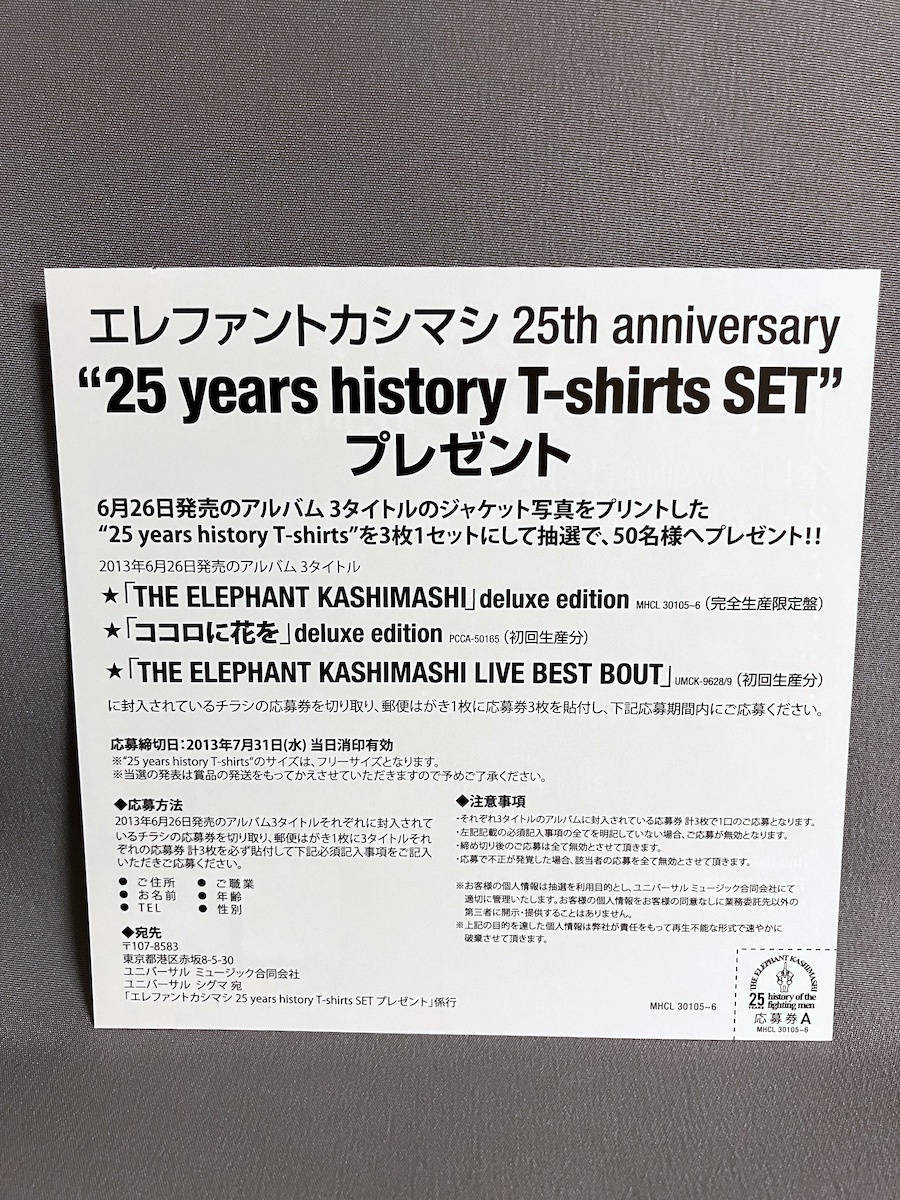 エレファントカシマシ 25th anniversary
“25 years history T-shirts SET”
プレゼント
6月26日発売のアルバム 3タイトルのジャケット写真をプリントした
“25 years history T-shirts”を3枚1セットにして抽選で、50名様へプレゼント!!
2013年6月26日発売のアルバム 3タイトル
★「THE ELEPHANT KASHIMASHI」deluxe edition MHCL 30105~6（完全生産限定盤）
★「ココロに花を」deluxe edition PCCA-50165（初回生産分）
★「THE ELEPHANT KASHIMASHI LIVE BEST BOUT」UMCK-9628/9（初回生産分）
に封入されているチラシの応募券を切り取り、郵便はがき1枚に応募券3枚を貼付し、下記応募期間内にご応募ください。
応募締切日：2013年7月31日(水) 当日消印有効
※“25 years history T-shirts”のサイズは、フリーサイズとなります。
※当選の発表は賞品の発送をもってかえさせていただきますので予めご了承ください。
◆応募方法
2013年6月26日発売のアルバム3タイトルそれぞれに封入されて
いるチラシの応募券を切り取り、郵便はがき1枚に3タイトルそれ
ぞれの応募券 計3枚を必ず貼付して下記必須記入事項をご記入
いただきご応募ください。
● ご住所 ● ご職業
● お名前 ● 年齢
● TEL ● 性別
◆宛先
〒107-8583
東京都港区赤坂8-5-30
ユニバーサル ミュージック合同会社
ユニバーサル シグマ 宛
「エレファントカシマシ 25 years history T-shirts SET プレゼント」係行
◆注意事項
・それぞれ3タイトルのアルバムに封入されている応募券 計3枚で1口のご応募となります。
・左記記載の必須記入事項の全てを明記していない場合、ご応募が無効となります。
・締め切り後のご応募は全て無効とさせて頂きます。
・応募で不正が発覚した場合、該当者の応募を全て無効とさせて頂きます。
※お客様の個人情報は抽選を利用目的とし、ユニバーサル ミュージック合同会社にて
適切に管理いたします。お客様の個人情報をお客様の同意なしに業務委託先以外の
第三者に開示・提供することはありません。
※上記の目的を達した個人情報は弊社が責任をもって再生不能な形式で速やかに
破棄させて頂きます。
MHCL 30105~6
THE ELEPHANT KASHIMASHI
25 history of the
fighting men
応募券 A
MHCL 30105~6